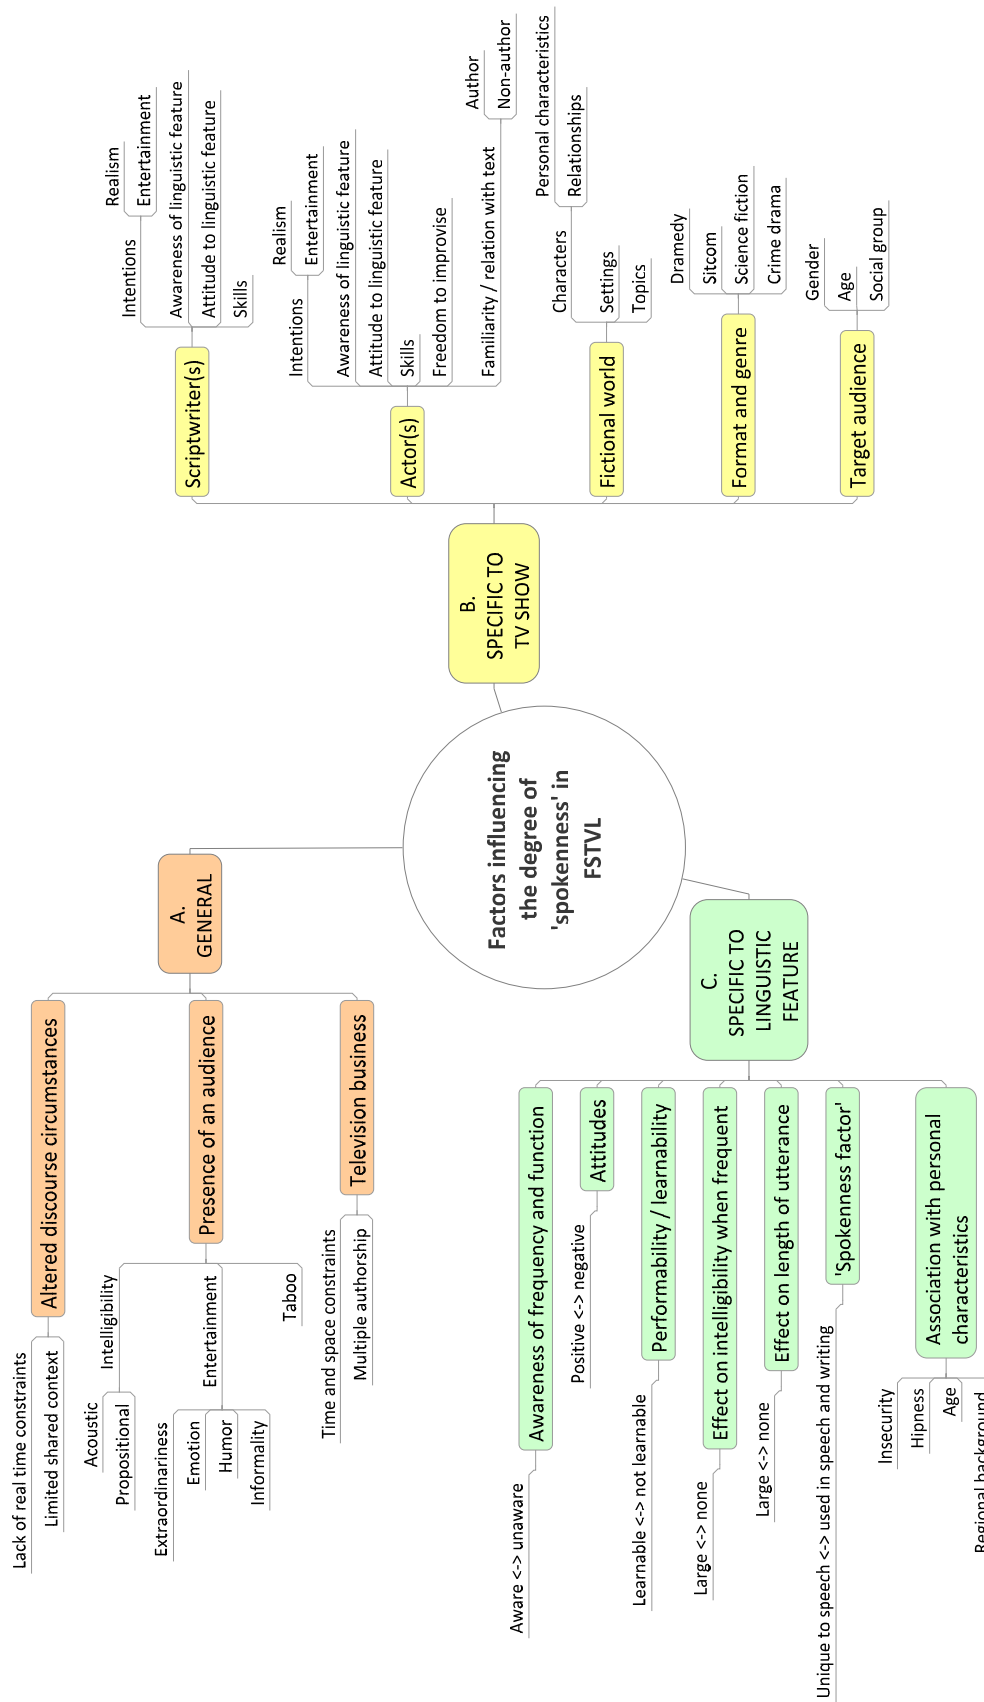 Factors influencing
the degree of
'spokenness' in
FSTVL
A.
GENERAL
Altered discourse circumstances
Lack of real time constraints
Limited shared context
Presence of an audience
Intelligibility
Acoustic
Propositional
Entertainment
Extraordinariness
Emotion
Humor
Informality
Taboo
Television business
Time and space constraints
Multiple authorship
B.
SPECIFIC TO
TV SHOW
Scriptwriter(s)
Intentions
Realism
Entertainment
Awareness of linguistic feature
Attitude to linguistic feature
Skills
Actor(s)
Intentions
Realism
Entertainment
Awareness of linguistic feature
Attitude to linguistic feature
Skills
Freedom to improvise
Familiarity / relation with text
Author
Non-author
Fictional world
Characters
Personal characteristics
Relationships
Settings
Topics
Format and genre
Dramedy
Sitcom
Science fiction
Crime drama
Target audience
Gender
Age
Social group
C.
SPECIFIC TO
LINGUISTIC
FEATURE
Awareness of frequency and function
Aware <-> unaware
Attitudes
Positive <-> negative
Performability / learnability
Learnable <-> not learnable
Effect on intelligibility when frequent
Large <-> none
Effect on length of utterance
Large <-> none
'Spokenness factor'
Unique to speech <-> used in speech and writing
Association with personal
characteristics
Insecurity
Hipness
Age
Regional background